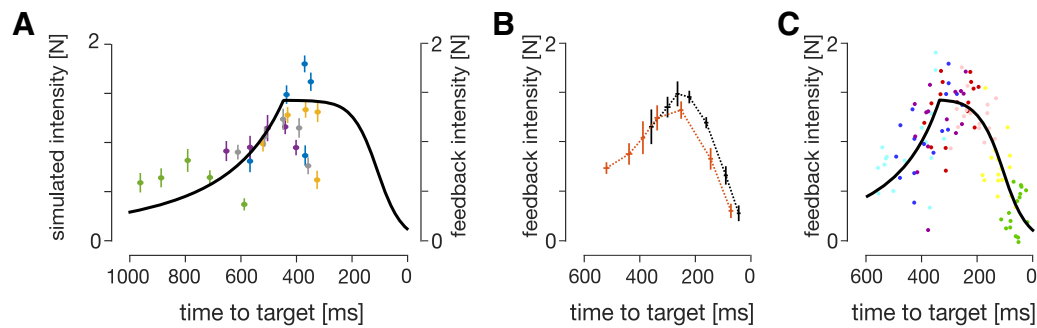 A
B
C
simulated intensity [N]
2
0
2
0
feedback intensity [N]
1000
800
600
400
200
0
time to target [ms]
feedback intensity [N]
2
0
600
400
200
0
time to target [ms]
feedback intensity [N]
2
0
600
400
200
0
time to target [ms]